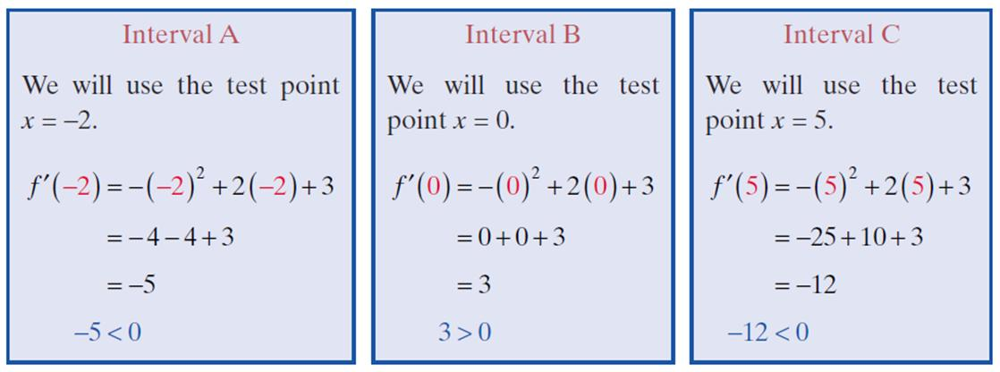 Interval A
We will use the test point
x = –2.
f′(–2) = –(–2)² + 2(–2) + 3
= –4 – 4 + 3
= –5
–5 < 0
Interval B
We will use the test
point x = 0.
f′(0) = –(0)² + 2(0) + 3
= 0 + 0 + 3
= 3
3 > 0
Interval C
We will use the test
point x = 5.
f′(5) = –(5)² + 2(5) + 3
= –25 + 10 + 3
= –12
–12 < 0